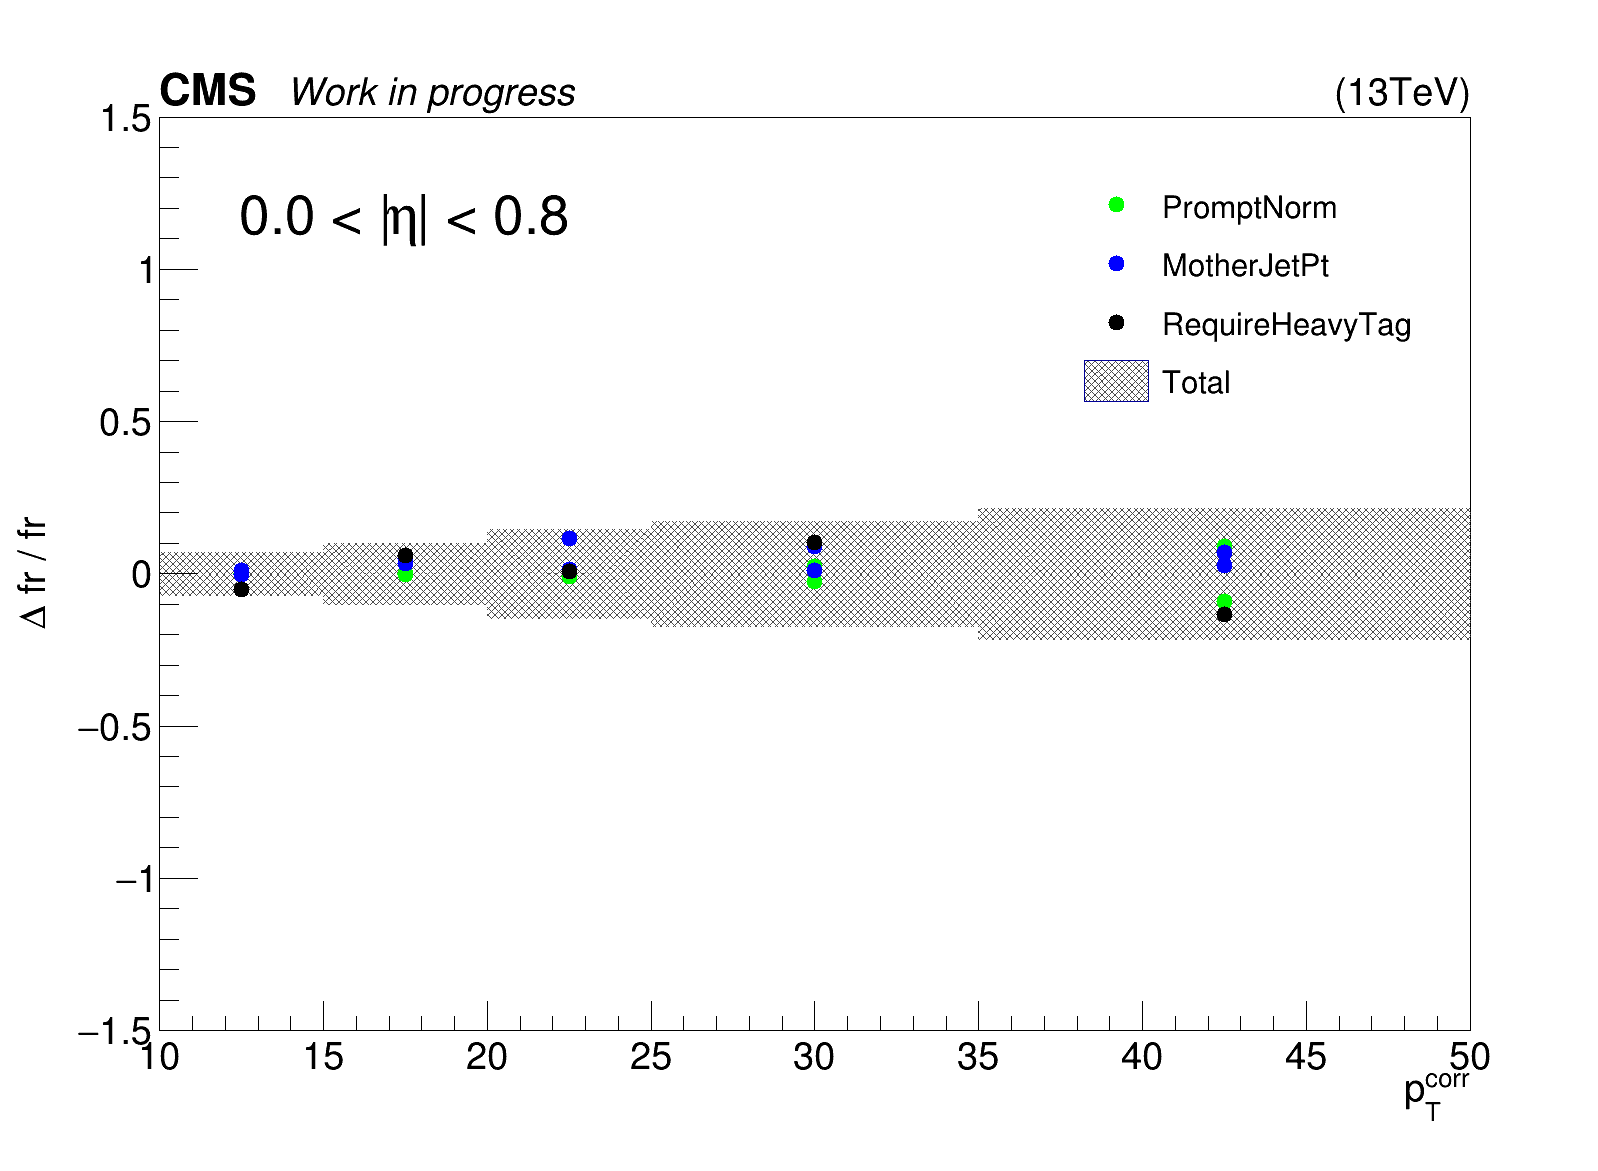 CMS Work in progress (13TeV)
0.0 < |η| < 0.8
PromptNorm
MotherJetPt
RequireHeavyTag
Total
1.5
1
0.5
0
−0.5
−1
−1.5
Δ fr / fr
10 15 20 25 30 35 40 45 50
p_T^corr